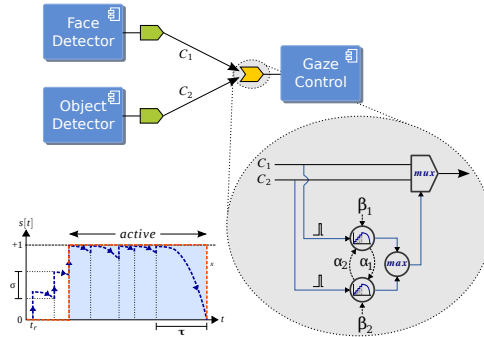 Face
Detector
Object
Detector
C₁
C₂
Gaze
Control
C₁
C₂
mux
β₁
α₂ α₁
max
β₂
s[t]
active
+1
σ
s
0
tᵣ
τ
t